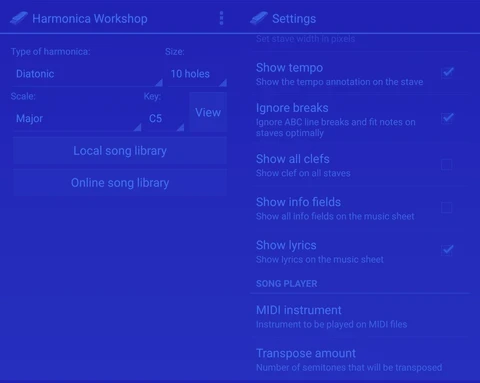 Harmonica Workshop
Type of harmonica:
Size:
Diatonic
10 holes
Scale:
Key:
Major
C5
View
Local song library
Online song library
Settings
Set stave width in pixels
Show tempo
Show the tempo annotation on the stave
Ignore breaks
Ignore ABC line breaks and fit notes on
staves optimally
Show all clefs
Show clef on all staves
Show info fields
Show all info fields on the music sheet
Show lyrics
Show lyrics on the music sheet
SONG PLAYER
MIDI instrument
Instrument to be played on MIDI files
Transpose amount
Number of semitones that will be transposed